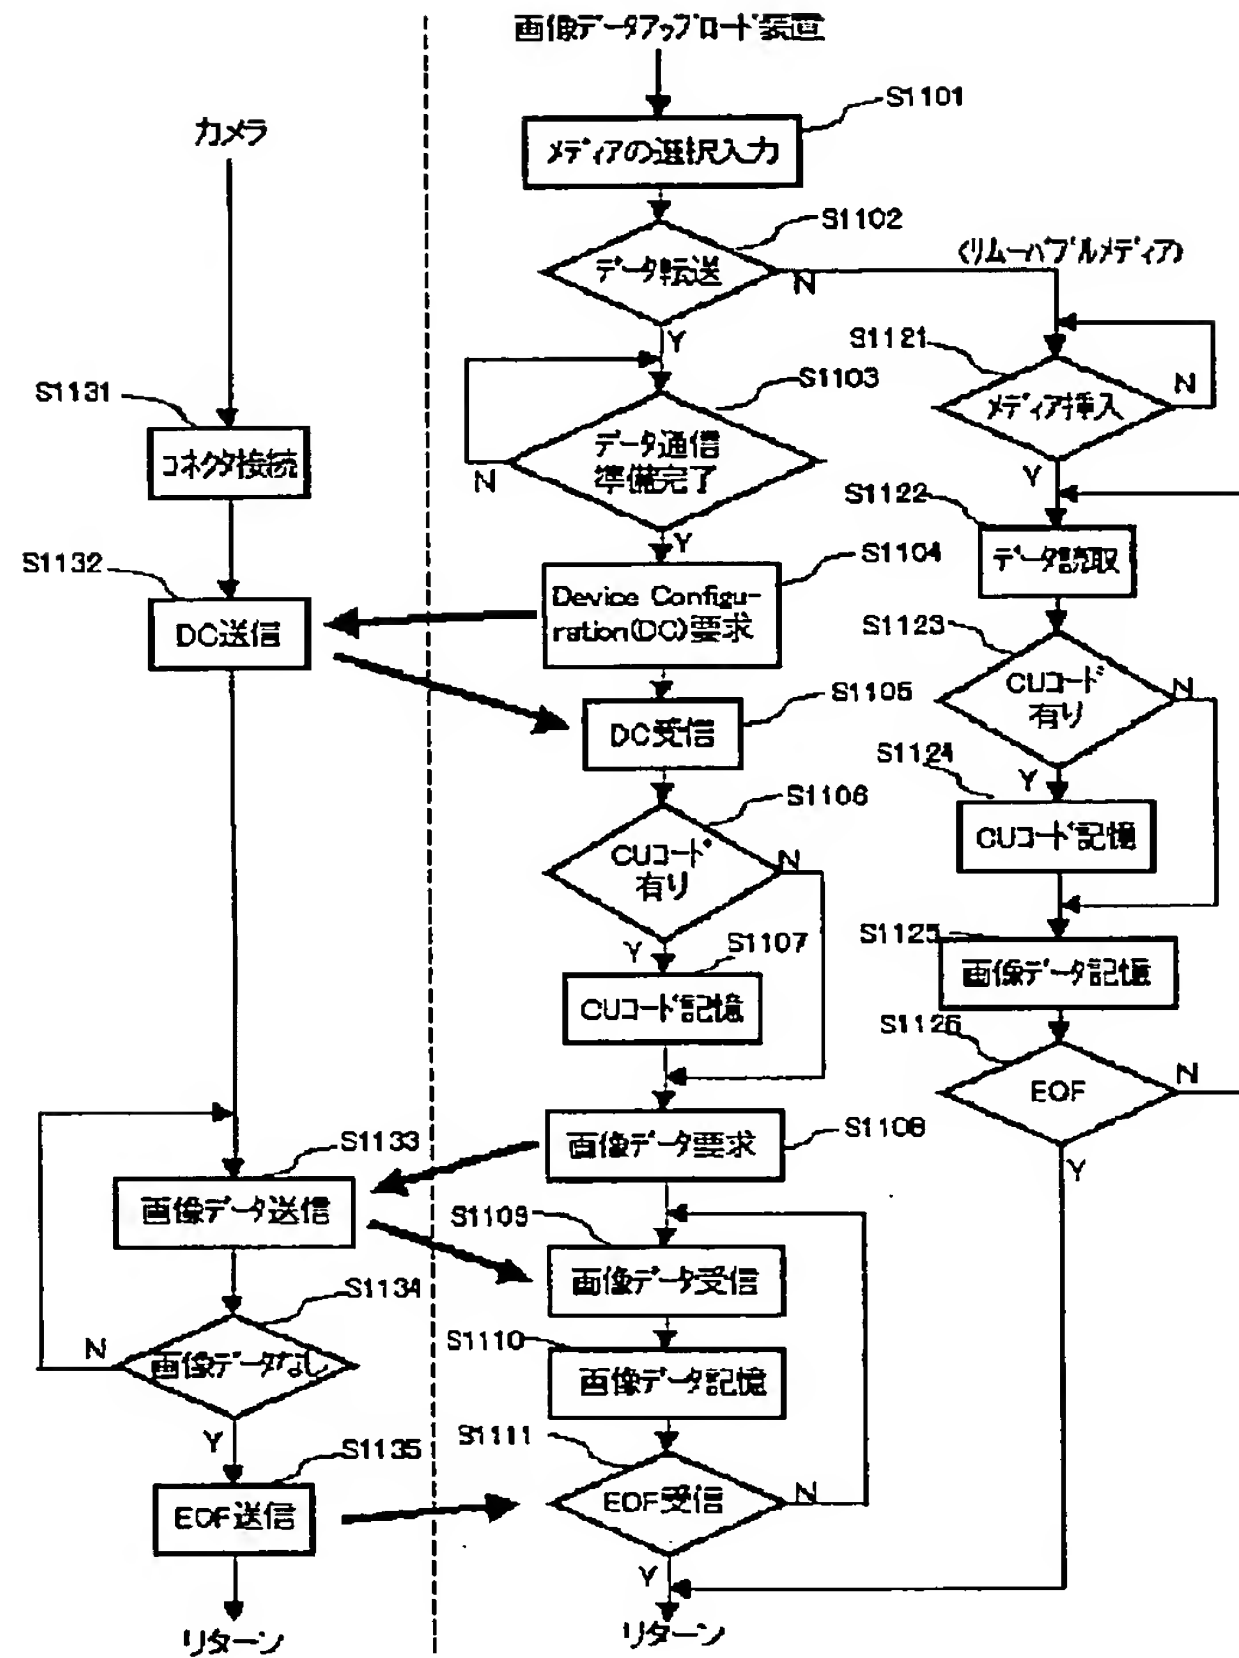 画像データアップロード装置
S1101
メディアの選択入力
カメラ
S1102
データ転送
N
Y
〈リムーバブルメディア〉
S1121
メディア挿入
N
Y
S1103
データ通信
準備完了
N
Y
S1131
コネクタ接続
S1122
データ読取
S1104
Device Configu-
ration(DC)要求
S1132
DC送信
S1123
CUコード
有り
N
Y
S1105
DC受信
S1124
CUコード記憶
S1106
CUコード
有り
N
Y
S1107
CUコード記憶
S1125
画像データ記憶
S1126
EOF
N
Y
S1108
画像データ要求
S1133
画像データ送信
S1109
画像データ受信
S1134
画像データなし
N
Y
S1110
画像データ記憶
S1111
EOF受信
N
Y
S1135
EOF送信
リターン
リターン